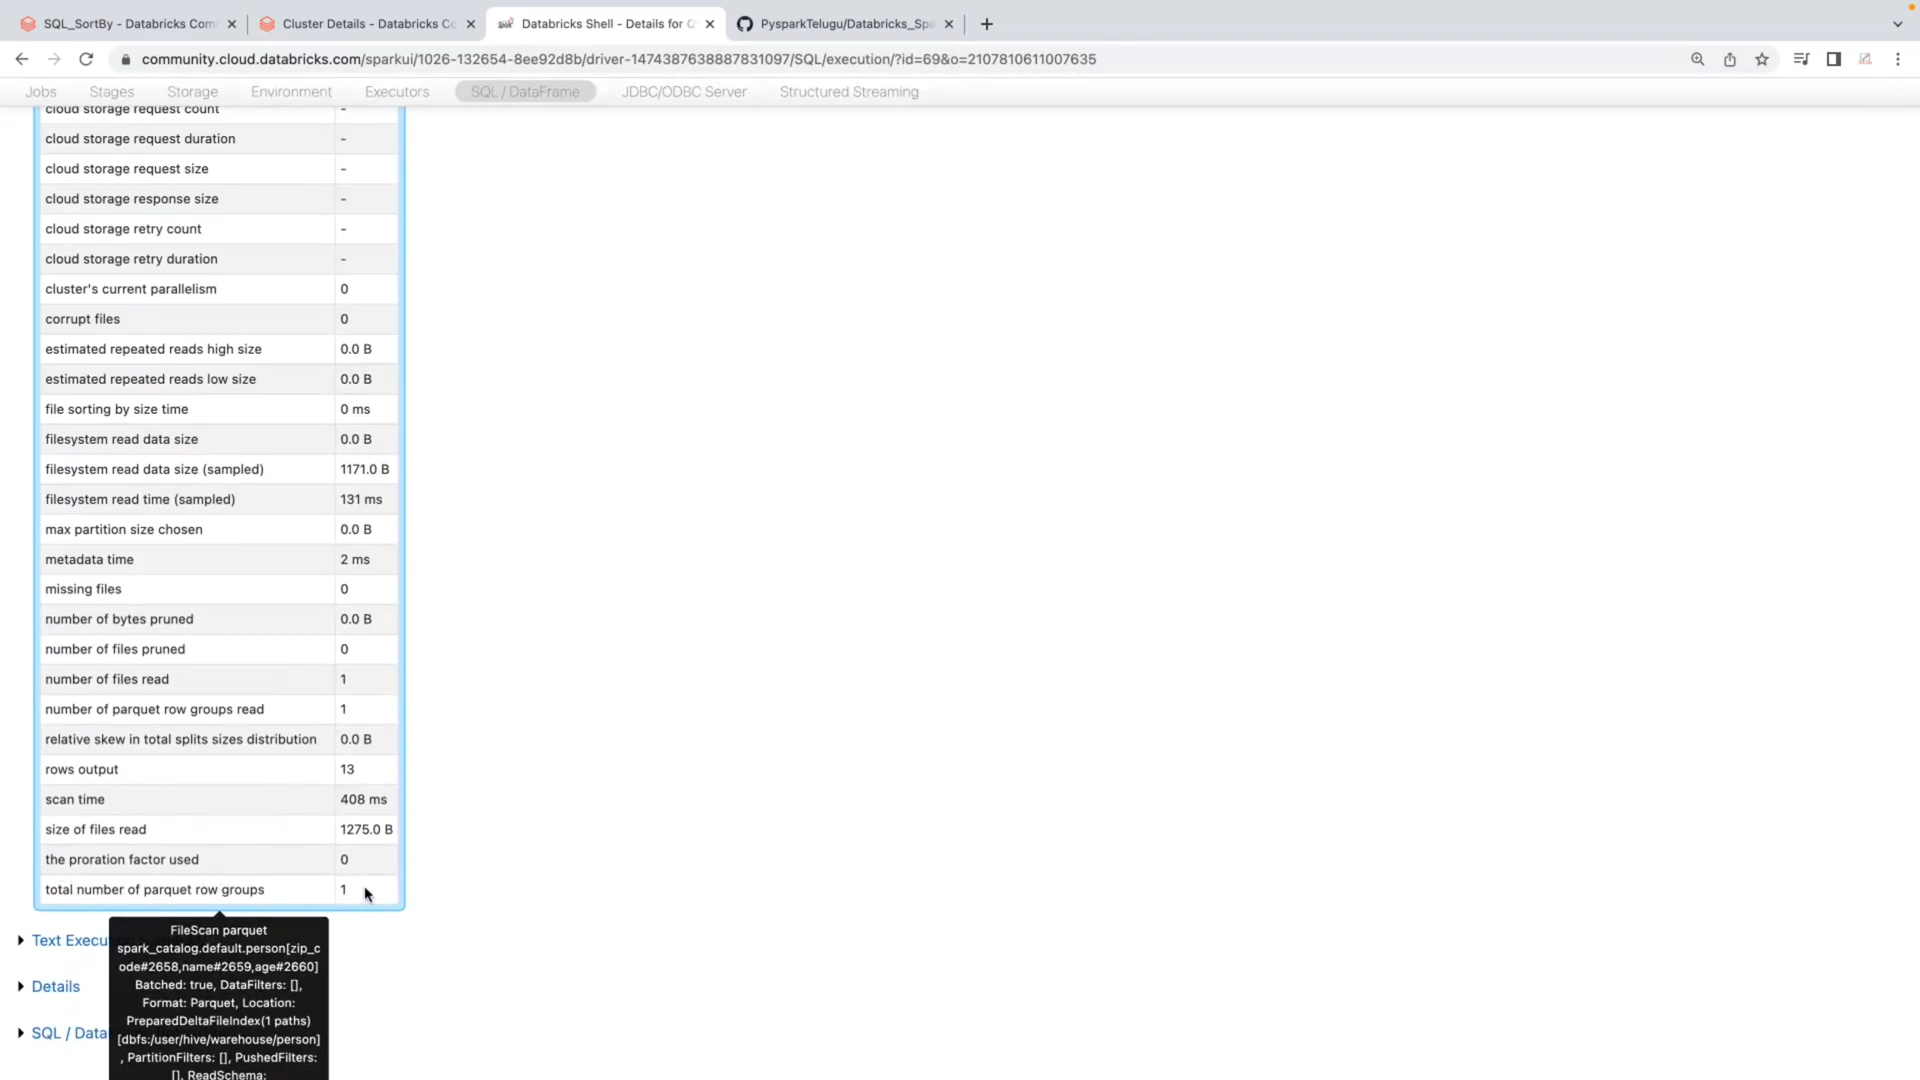 SQL_SortBy - Databricks Com
Cluster Details - Databricks Co
Databricks Shell - Details for Q
PysparkTelugu/Databricks_Spa
community.cloud.databricks.com/sparkui/1026-132654-8ee92d8b/driver-1474387638887831097/SQL/execution/?id=69&o=2107810611007635
Jobs
Stages
Storage
Environment
Executors
SQL / DataFrame
JDBC/ODBC Server
Structured Streaming
cloud storage request count -
cloud storage request duration -
cloud storage request size -
cloud storage response size -
cloud storage retry count -
cloud storage retry duration -
cluster's current parallelism 0
corrupt files 0
estimated repeated reads high size 0.0 B
estimated repeated reads low size 0.0 B
file sorting by size time 0 ms
filesystem read data size 0.0 B
filesystem read data size (sampled) 1171.0 B
filesystem read time (sampled) 131 ms
max partition size chosen 0.0 B
metadata time 2 ms
missing files 0
number of bytes pruned 0.0 B
number of files pruned 0
number of files read 1
number of parquet row groups read 1
relative skew in total splits sizes distribution 0.0 B
rows output 13
scan time 408 ms
size of files read 1275.0 B
the proration factor used 0
total number of parquet row groups 1
FileScan parquet
spark_catalog.default.person[zip_c
ode#2658,name#2659,age#2660]
Batched: true, DataFilters: [],
Format: Parquet, Location:
PreparedDeltaFileIndex(1 paths)
[dbfs:/user/hive/warehouse/person]
, PartitionFilters: [], PushedFilters:
[], ReadSchema:
Text Execu
Details
SQL / Data